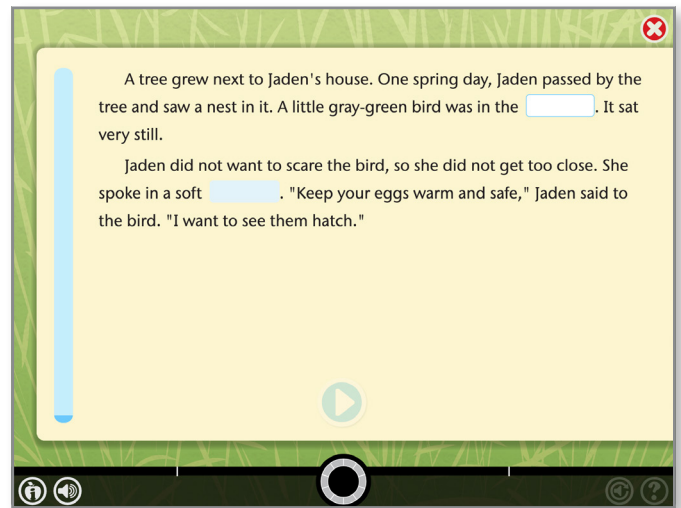 A tree grew next to Jaden's house. One spring day, Jaden passed by the
tree and saw a nest in it. A little gray-green bird was in the . It sat
very still.
Jaden did not want to scare the bird, so she did not get too close. She
spoke in a soft . "Keep your eggs warm and safe," Jaden said to
the bird. "I want to see them hatch."
i
?